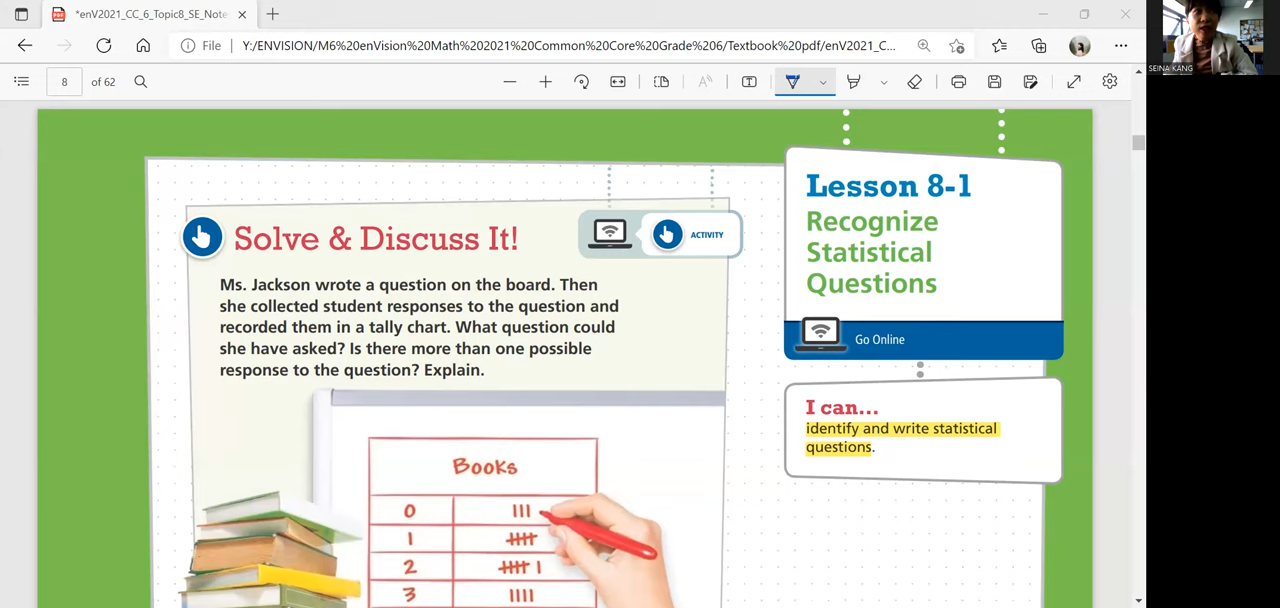 *enV2021_CC_6_Topic8_SE_Note
File
Y:/ENVISION/M6%20enVision%20Math%202021%20Common%20Core%20Grade%206/Textbook%20pdf/enV2021_C...
8
of 62
SEINA KANG
Solve & Discuss It!
ACTIVITY
Ms. Jackson wrote a question on the board. Then
she collected student responses to the question and
recorded them in a tally chart. What question could
she have asked? Is there more than one possible
response to the question? Explain.
Books
0
1
2
3
Lesson 8-1
Recognize
Statistical
Questions
Go Online
I can...
identify and write statistical
questions.